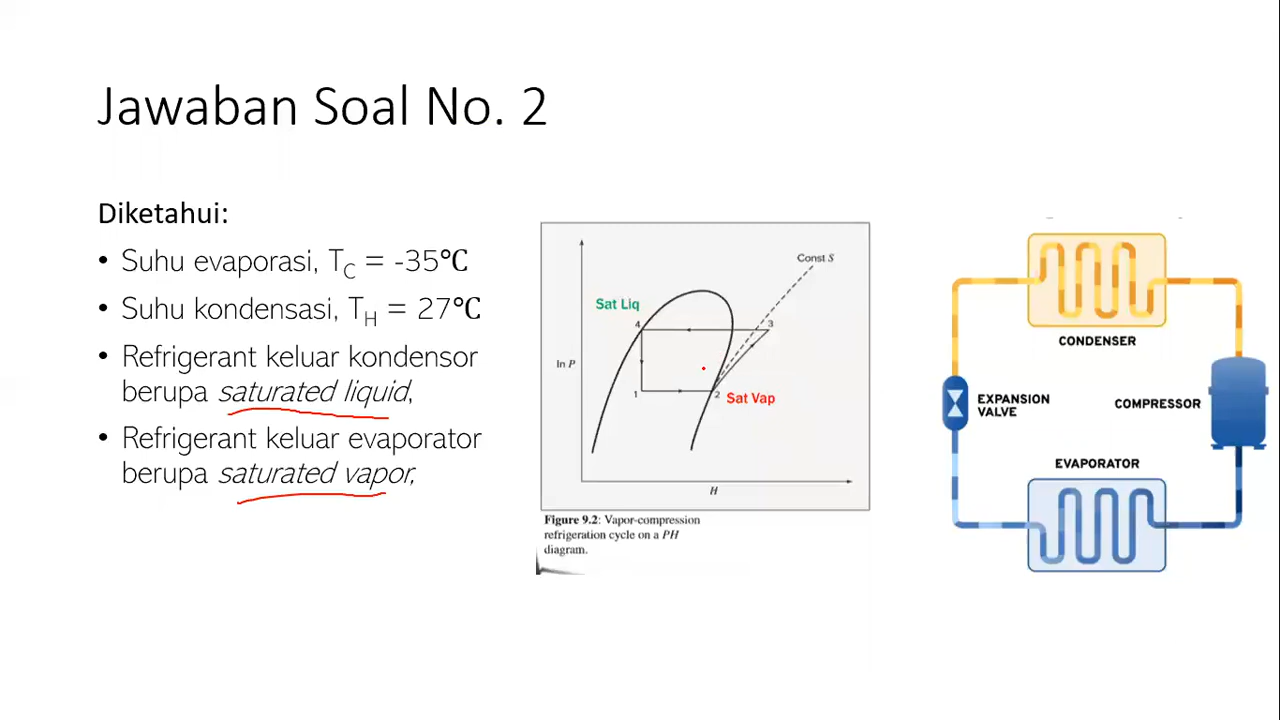 Jawaban Soal No. 2
Diketahui:
• Suhu evaporasi, T_C = -35℃
• Suhu kondensasi, T_H = 27℃
• Refrigerant keluar kondensor
berupa saturated liquid,
• Refrigerant keluar evaporator
berupa saturated vapor,
Const S
Sat Liq
4
3
ln P
1
2
Sat Vap
H
Figure 9.2: Vapor-compression
refrigeration cycle on a PH
diagram.
CONDENSER
EXPANSION
VALVE
COMPRESSOR
EVAPORATOR